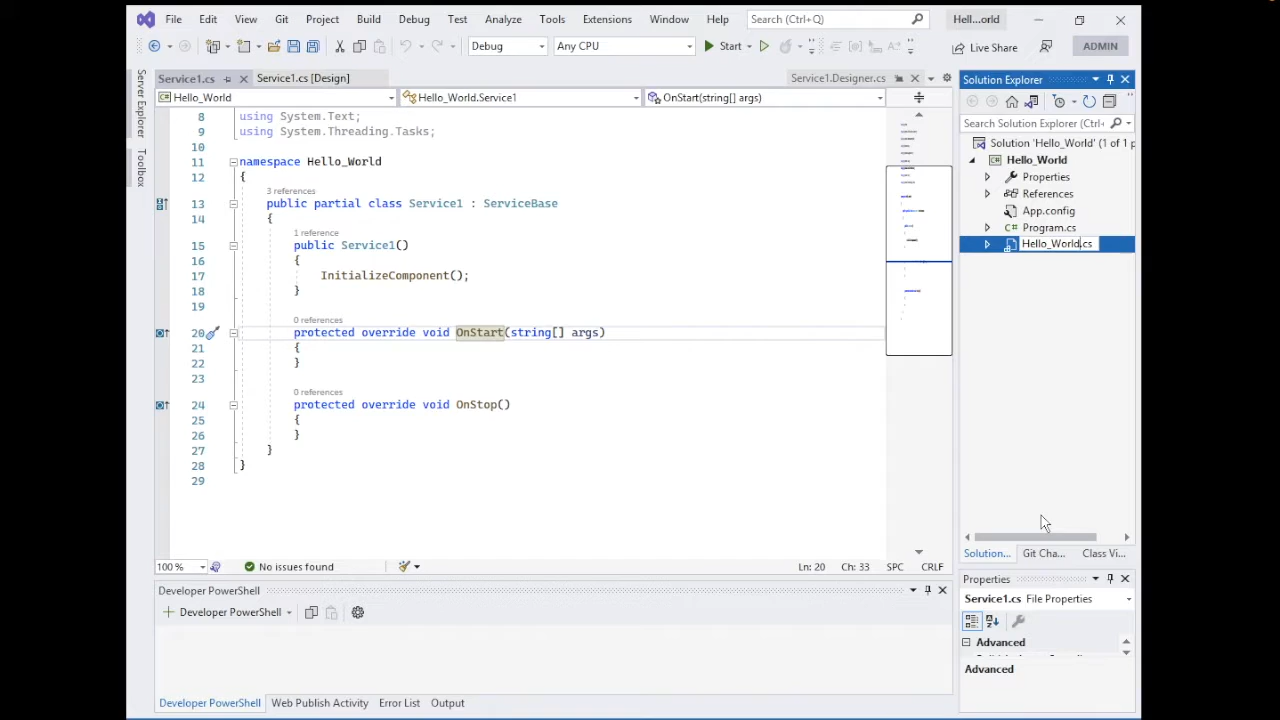 File Edit View Git Project Build Debug Test Analyze Tools Extensions Window Help Search (Ctrl+Q) Hell...orld
Debug Any CPU Start Live Share ADMIN
Server Explorer
Toolbox
Service1.cs Service1.cs [Design] Service1.Designer.cs
Hello_World Hello_World.Service1 OnStart(string[] args)
8 using System.Text;
9 using System.Threading.Tasks;
10
11 namespace Hello_World
12 {
3 references
13 public partial class Service1 : ServiceBase
14 {
1 reference
15 public Service1()
16 {
17 InitializeComponent();
18 }
19
0 references
20 protected override void OnStart(string[] args)
21 {
22 }
23
0 references
24 protected override void OnStop()
25 {
26 }
27 }
28 }
29
100 % No issues found Ln: 20 Ch: 33 SPC CRLF
Developer PowerShell
Developer PowerShell
Developer PowerShell Web Publish Activity Error List Output
Solution Explorer
Search Solution Explorer (Ctrl+
Solution 'Hello_World' (1 of 1 p
Hello_World
Properties
References
App.config
C# Program.cs
Hello_World.cs
Solution... Git Cha... Class Vi...
Properties
Service1.cs File Properties
Advanced
Advanced